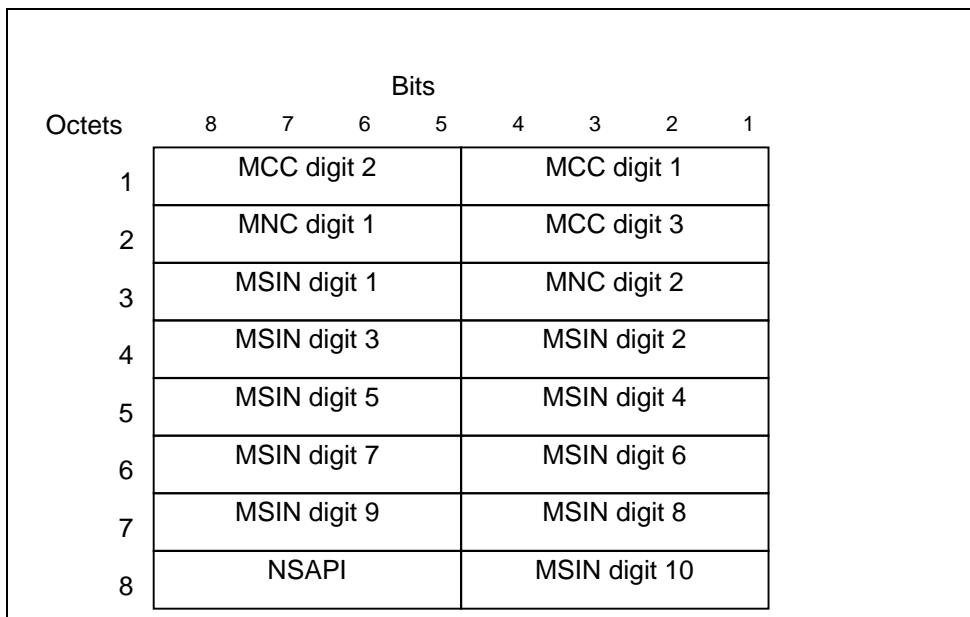 Bits
Octets 8 7 6 5 4 3 2 1
1 MCC digit 2 MCC digit 1
2 MNC digit 1 MCC digit 3
3 MSIN digit 1 MNC digit 2
4 MSIN digit 3 MSIN digit 2
5 MSIN digit 5 MSIN digit 4
6 MSIN digit 7 MSIN digit 6
7 MSIN digit 9 MSIN digit 8
8 NSAPI MSIN digit 10